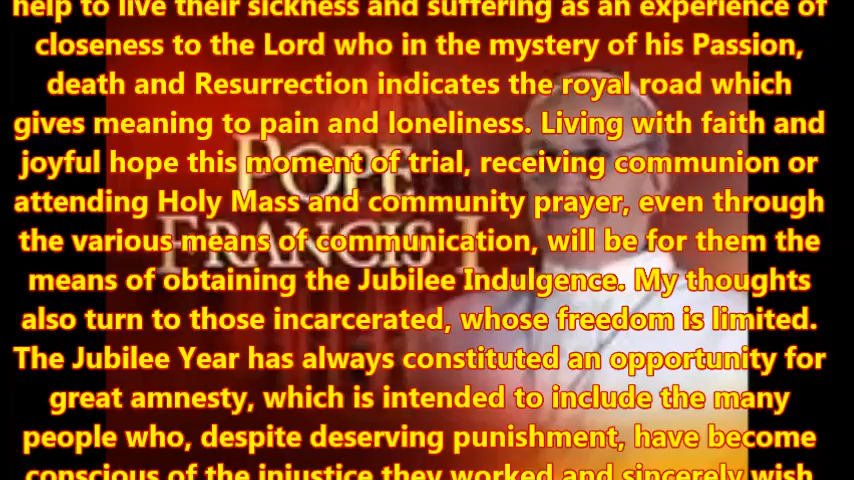 help to live their sickness and suffering as an experience of
closeness to the Lord who in the mystery of his Passion,
death and Resurrection indicates the royal road which
gives meaning to pain and loneliness. Living with faith and
joyful hope this moment of trial, receiving communion or
attending Holy Mass and community prayer, even through
the various means of communication, will be for them the
means of obtaining the Jubilee Indulgence. My thoughts
also turn to those incarcerated, whose freedom is limited.
The Jubilee Year has always constituted an opportunity for
great amnesty, which is intended to include the many
people who, despite deserving punishment, have become
conscious of the injustice they worked and sincerely wish
POPE
FRANCIS I